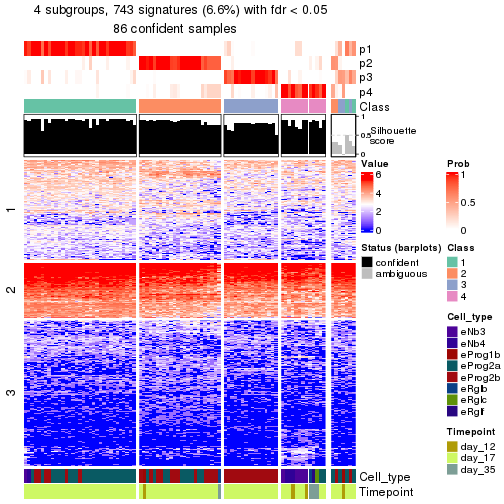 4 subgroups, 743 signatures (6.6%) with fdr < 0.05
86 confident samples
p1
p2
p3
p4
Class
1
0.5
0
Silhouette
score
1
2
3
Value
6
4
2
0
Prob
1
0.5
0
Status (barplots)
confident
ambiguous
Class
1
2
3
4
Cell_type
eNb3
eNb4
eProg1b
eProg2a
eProg2b
eRglb
eRglc
eRglf
Timepoint
day_12
day_17
day_35
Cell_type
Timepoint